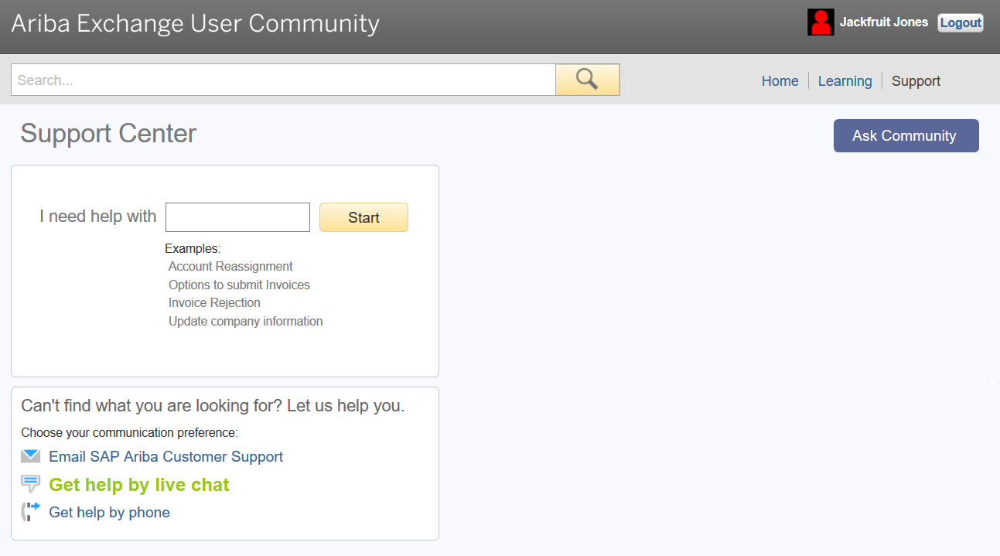 Ariba Exchange User Community
Jackfruit Jones
Logout
Search...
Home
Learning
Support
Support Center
Ask Community
I need help with
Start
Examples:
Account Reassignment
Options to submit Invoices
Invoice Rejection
Update company information
Can't find what you are looking for? Let us help you.
Choose your communication preference:
Email SAP Ariba Customer Support
Get help by live chat
Get help by phone